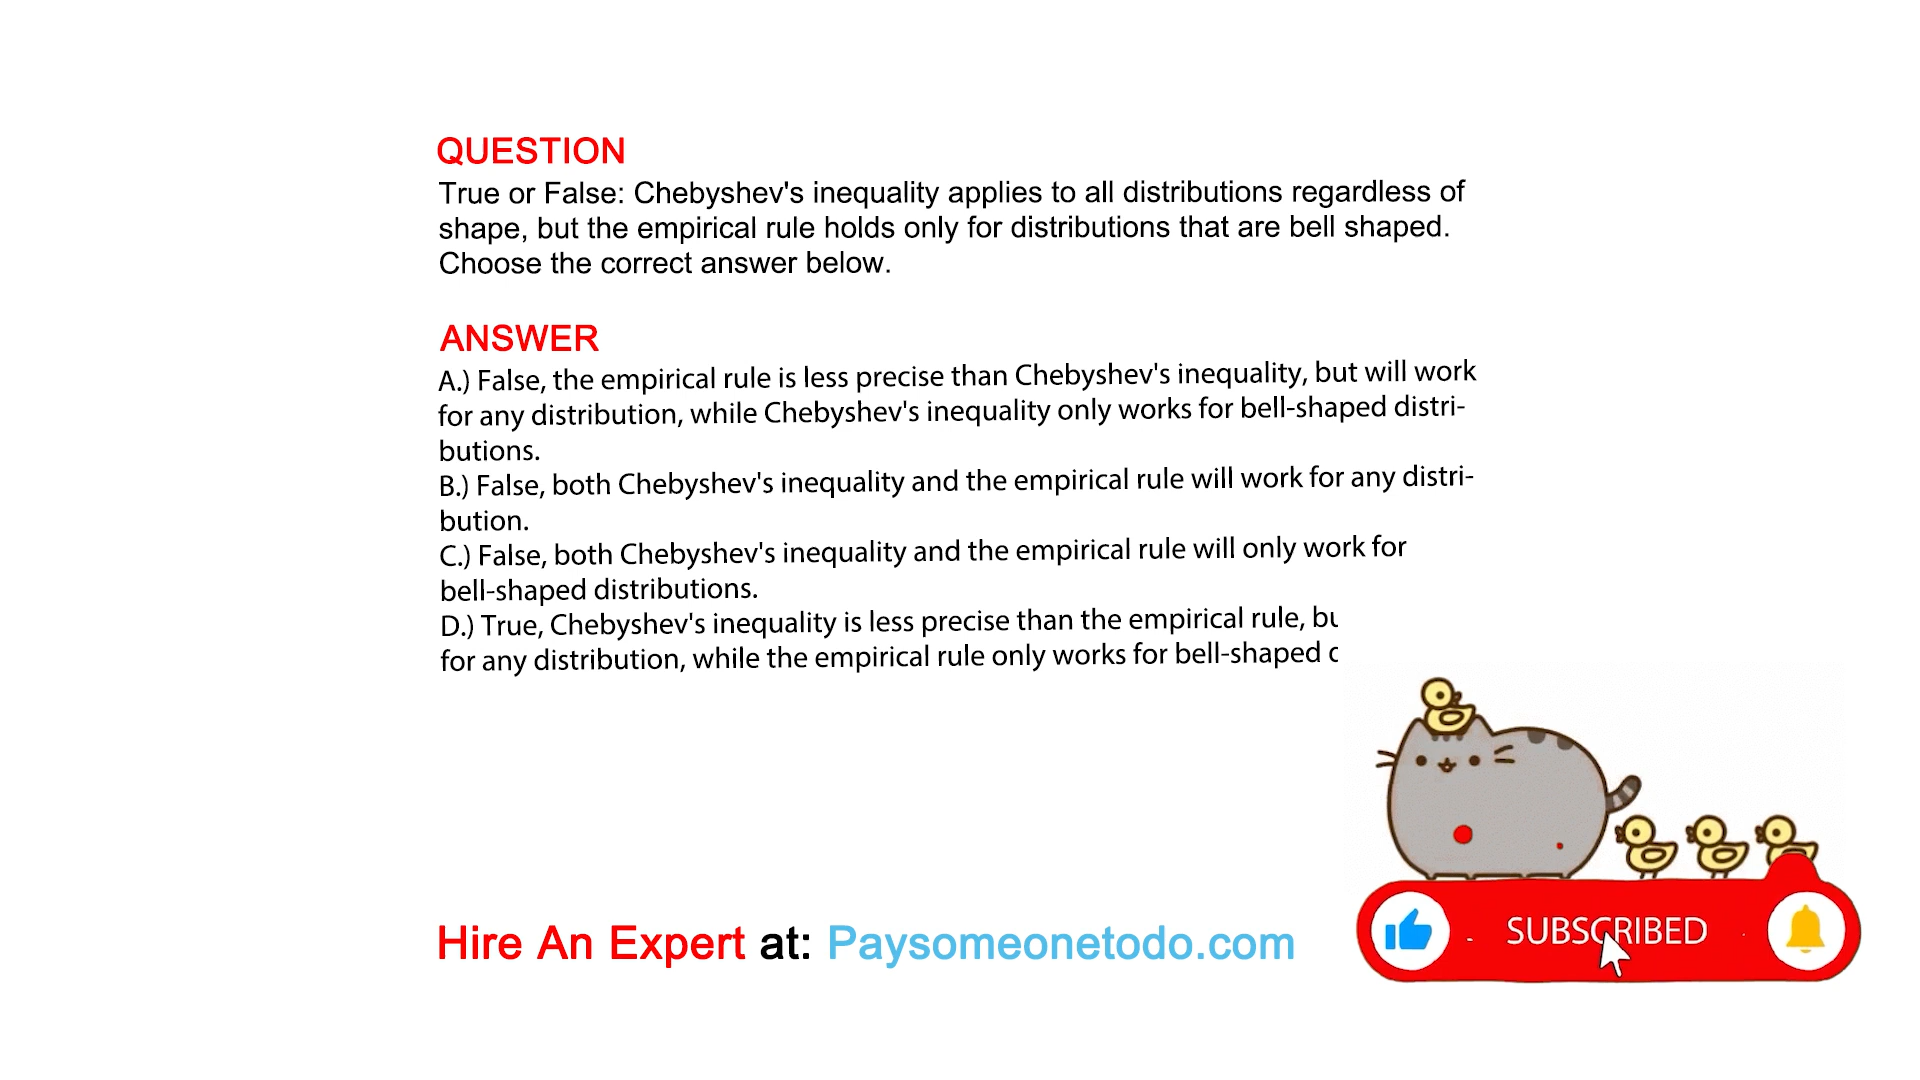 QUESTION
True or False: Chebyshev's inequality applies to all distributions regardless of
shape, but the empirical rule holds only for distributions that are bell shaped.
Choose the correct answer below.
ANSWER
A.) False, the empirical rule is less precise than Chebyshev's inequality, but will work
for any distribution, while Chebyshev's inequality only works for bell-shaped distri-
butions.
B.) False, both Chebyshev's inequality and the empirical rule will work for any distri-
bution.
C.) False, both Chebyshev's inequality and the empirical rule will only work for
bell-shaped distributions.
D.) True, Chebyshev's inequality is less precise than the empirical rule,
for any distribution, while the empirical rule only works for bell-shaped
Hire An Expert at: Paysomeonetodo.com
SUBSCRIBED